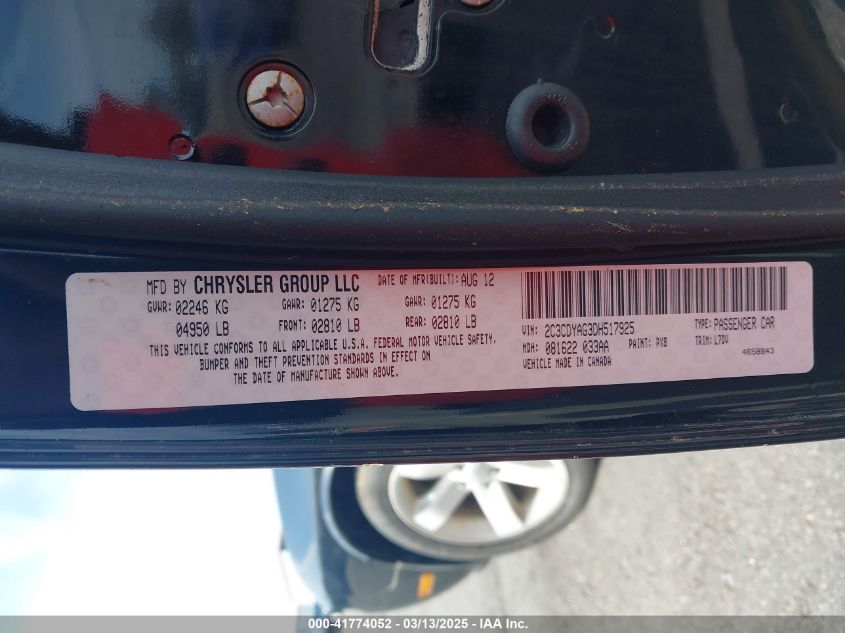 MFD BY CHRYSLER GROUP LLC DATE OF MFR(BUILT): AUG 12
GVWR: 02246 KG GAWR: 01275 KG GAWR: 01275 KG
04950 LB FRONT: 02810 LB REAR: 02810 LB
THIS VEHICLE CONFORMS TO ALL APPLICABLE U.S.A. FEDERAL MOTOR VEHICLE SAFETY,
BUMPER AND THEFT PREVENTION STANDARDS IN EFFECT ON
THE DATE OF MANUFACTURE SHOWN ABOVE.
VIN: 2C3CDYAG3DH517925 TYPE: PASSENGER CAR
MDH: 081622 033AA PAINT: PX8 TRIM: L7DV
VEHICLE MADE IN CANADA 4658843
000-41774052 - 03/13/2025 - IAA Inc.